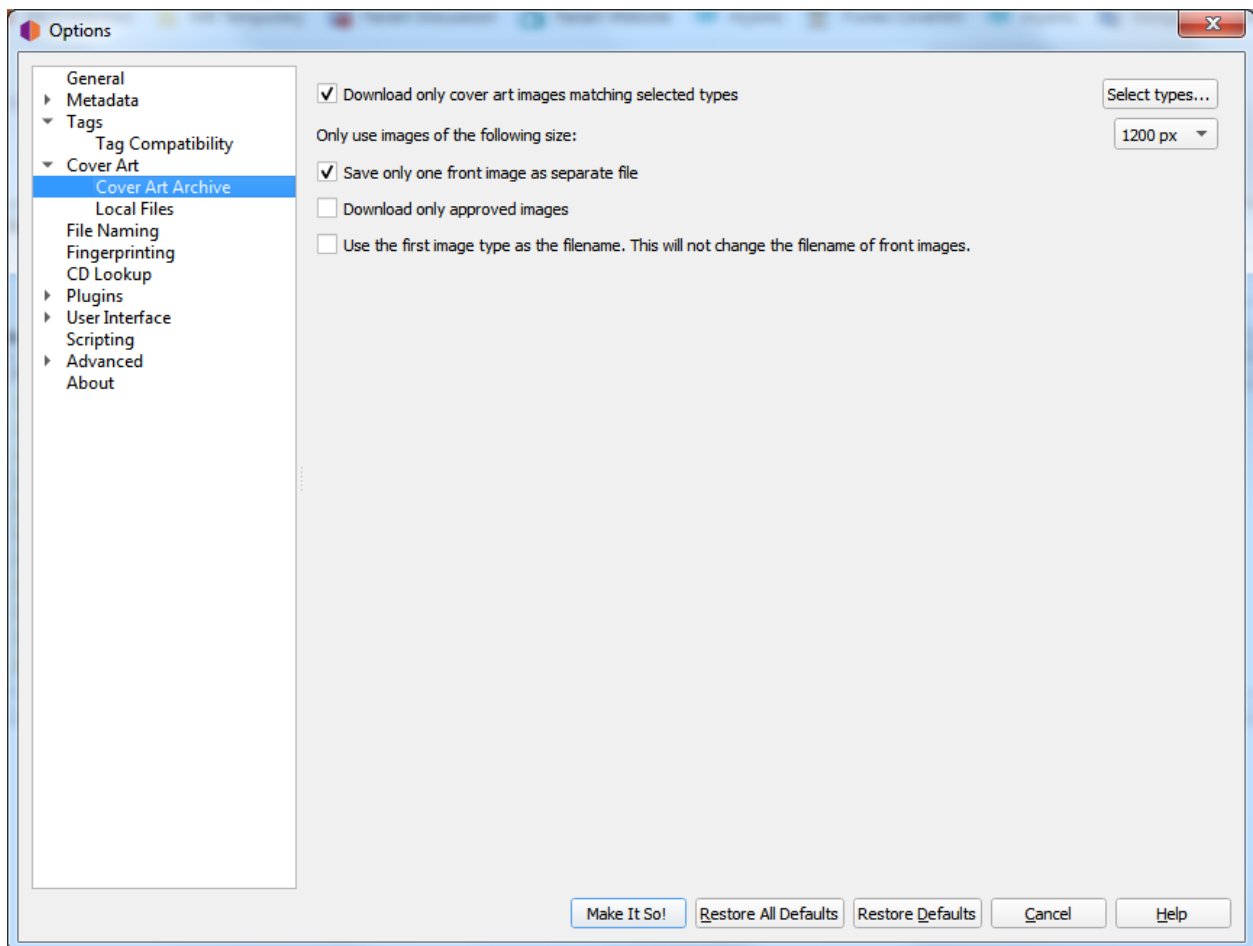 Options
General
Metadata
Tags
Tag Compatibility
Cover Art
Cover Art Archive
Local Files
File Naming
Fingerprinting
CD Lookup
Plugins
User Interface
Scripting
Advanced
About
Download only cover art images matching selected types
Select types...
Only use images of the following size:
1200 px
Save only one front image as separate file
Download only approved images
Use the first image type as the filename. This will not change the filename of front images.
Make It So!
Restore All Defaults
Restore Defaults
Cancel
Help